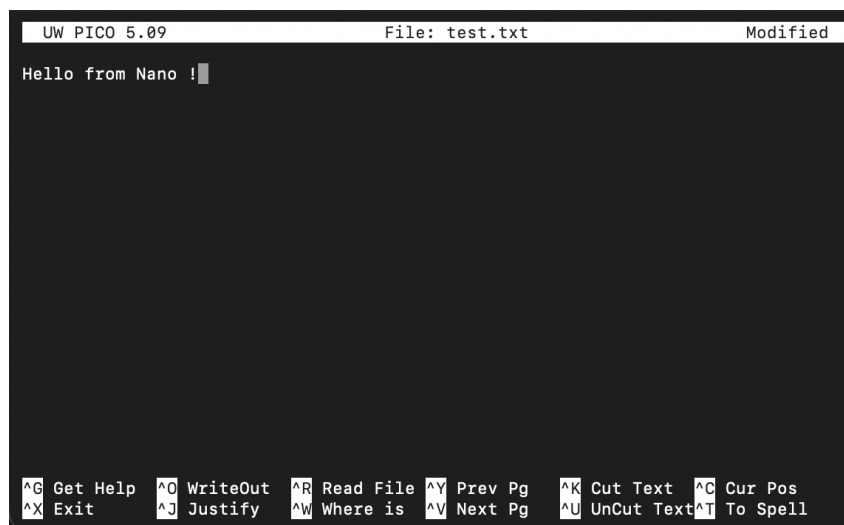 UW PICO 5.09 File: test.txt Modified
Hello from Nano !
^G Get Help ^O WriteOut ^R Read File ^Y Prev Pg ^K Cut Text ^C Cur Pos
^X Exit ^J Justify ^W Where is ^V Next Pg ^U UnCut Text ^T To Spell